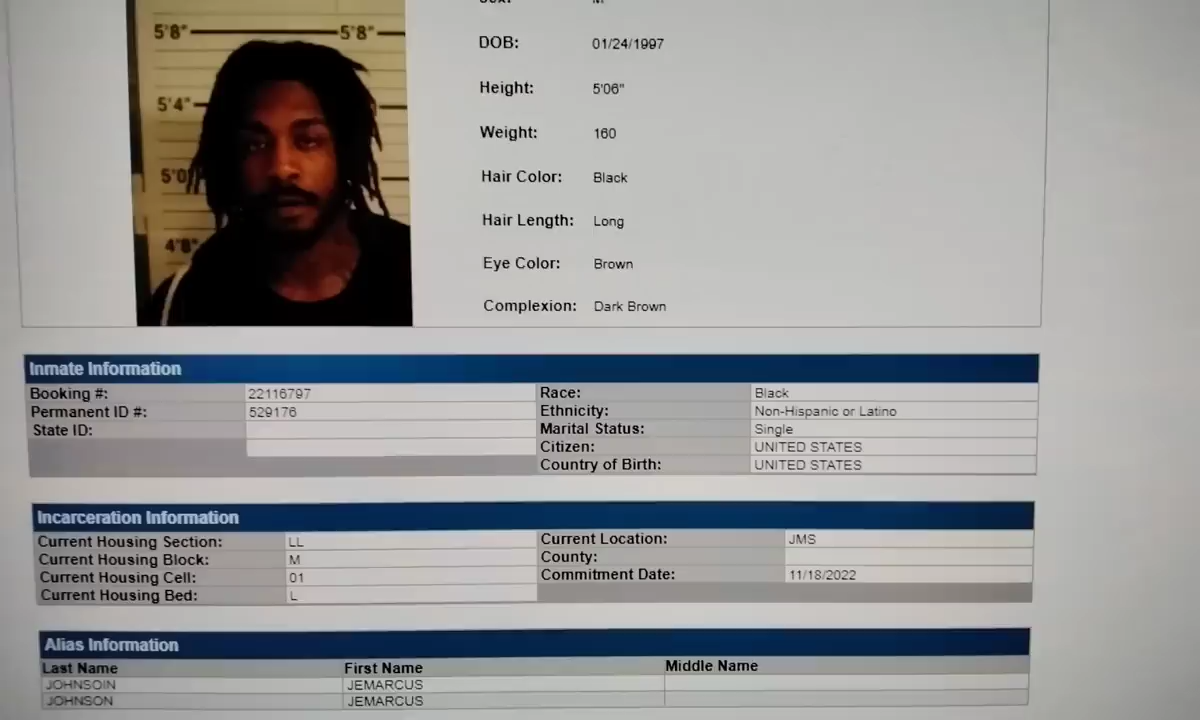 5'8" 5'8"
5'4"
5'0
4'8"
Sex: M
DOB: 01/24/1997
Height: 5'06"
Weight: 160
Hair Color: Black
Hair Length: Long
Eye Color: Brown
Complexion: Dark Brown
Inmate Information
Booking #: 22116797 Race: Black
Permanent ID #: 529176 Ethnicity: Non-Hispanic or Latino
State ID: Marital Status: Single
Citizen: UNITED STATES
Country of Birth: UNITED STATES
Incarceration Information
Current Housing Section: LL Current Location: JMS
Current Housing Block: M County:
Current Housing Cell: 01 Commitment Date: 11/18/2022
Current Housing Bed: L
Alias Information
Last Name First Name Middle Name
JOHNSOIN JEMARCUS
JOHNSON JEMARCUS